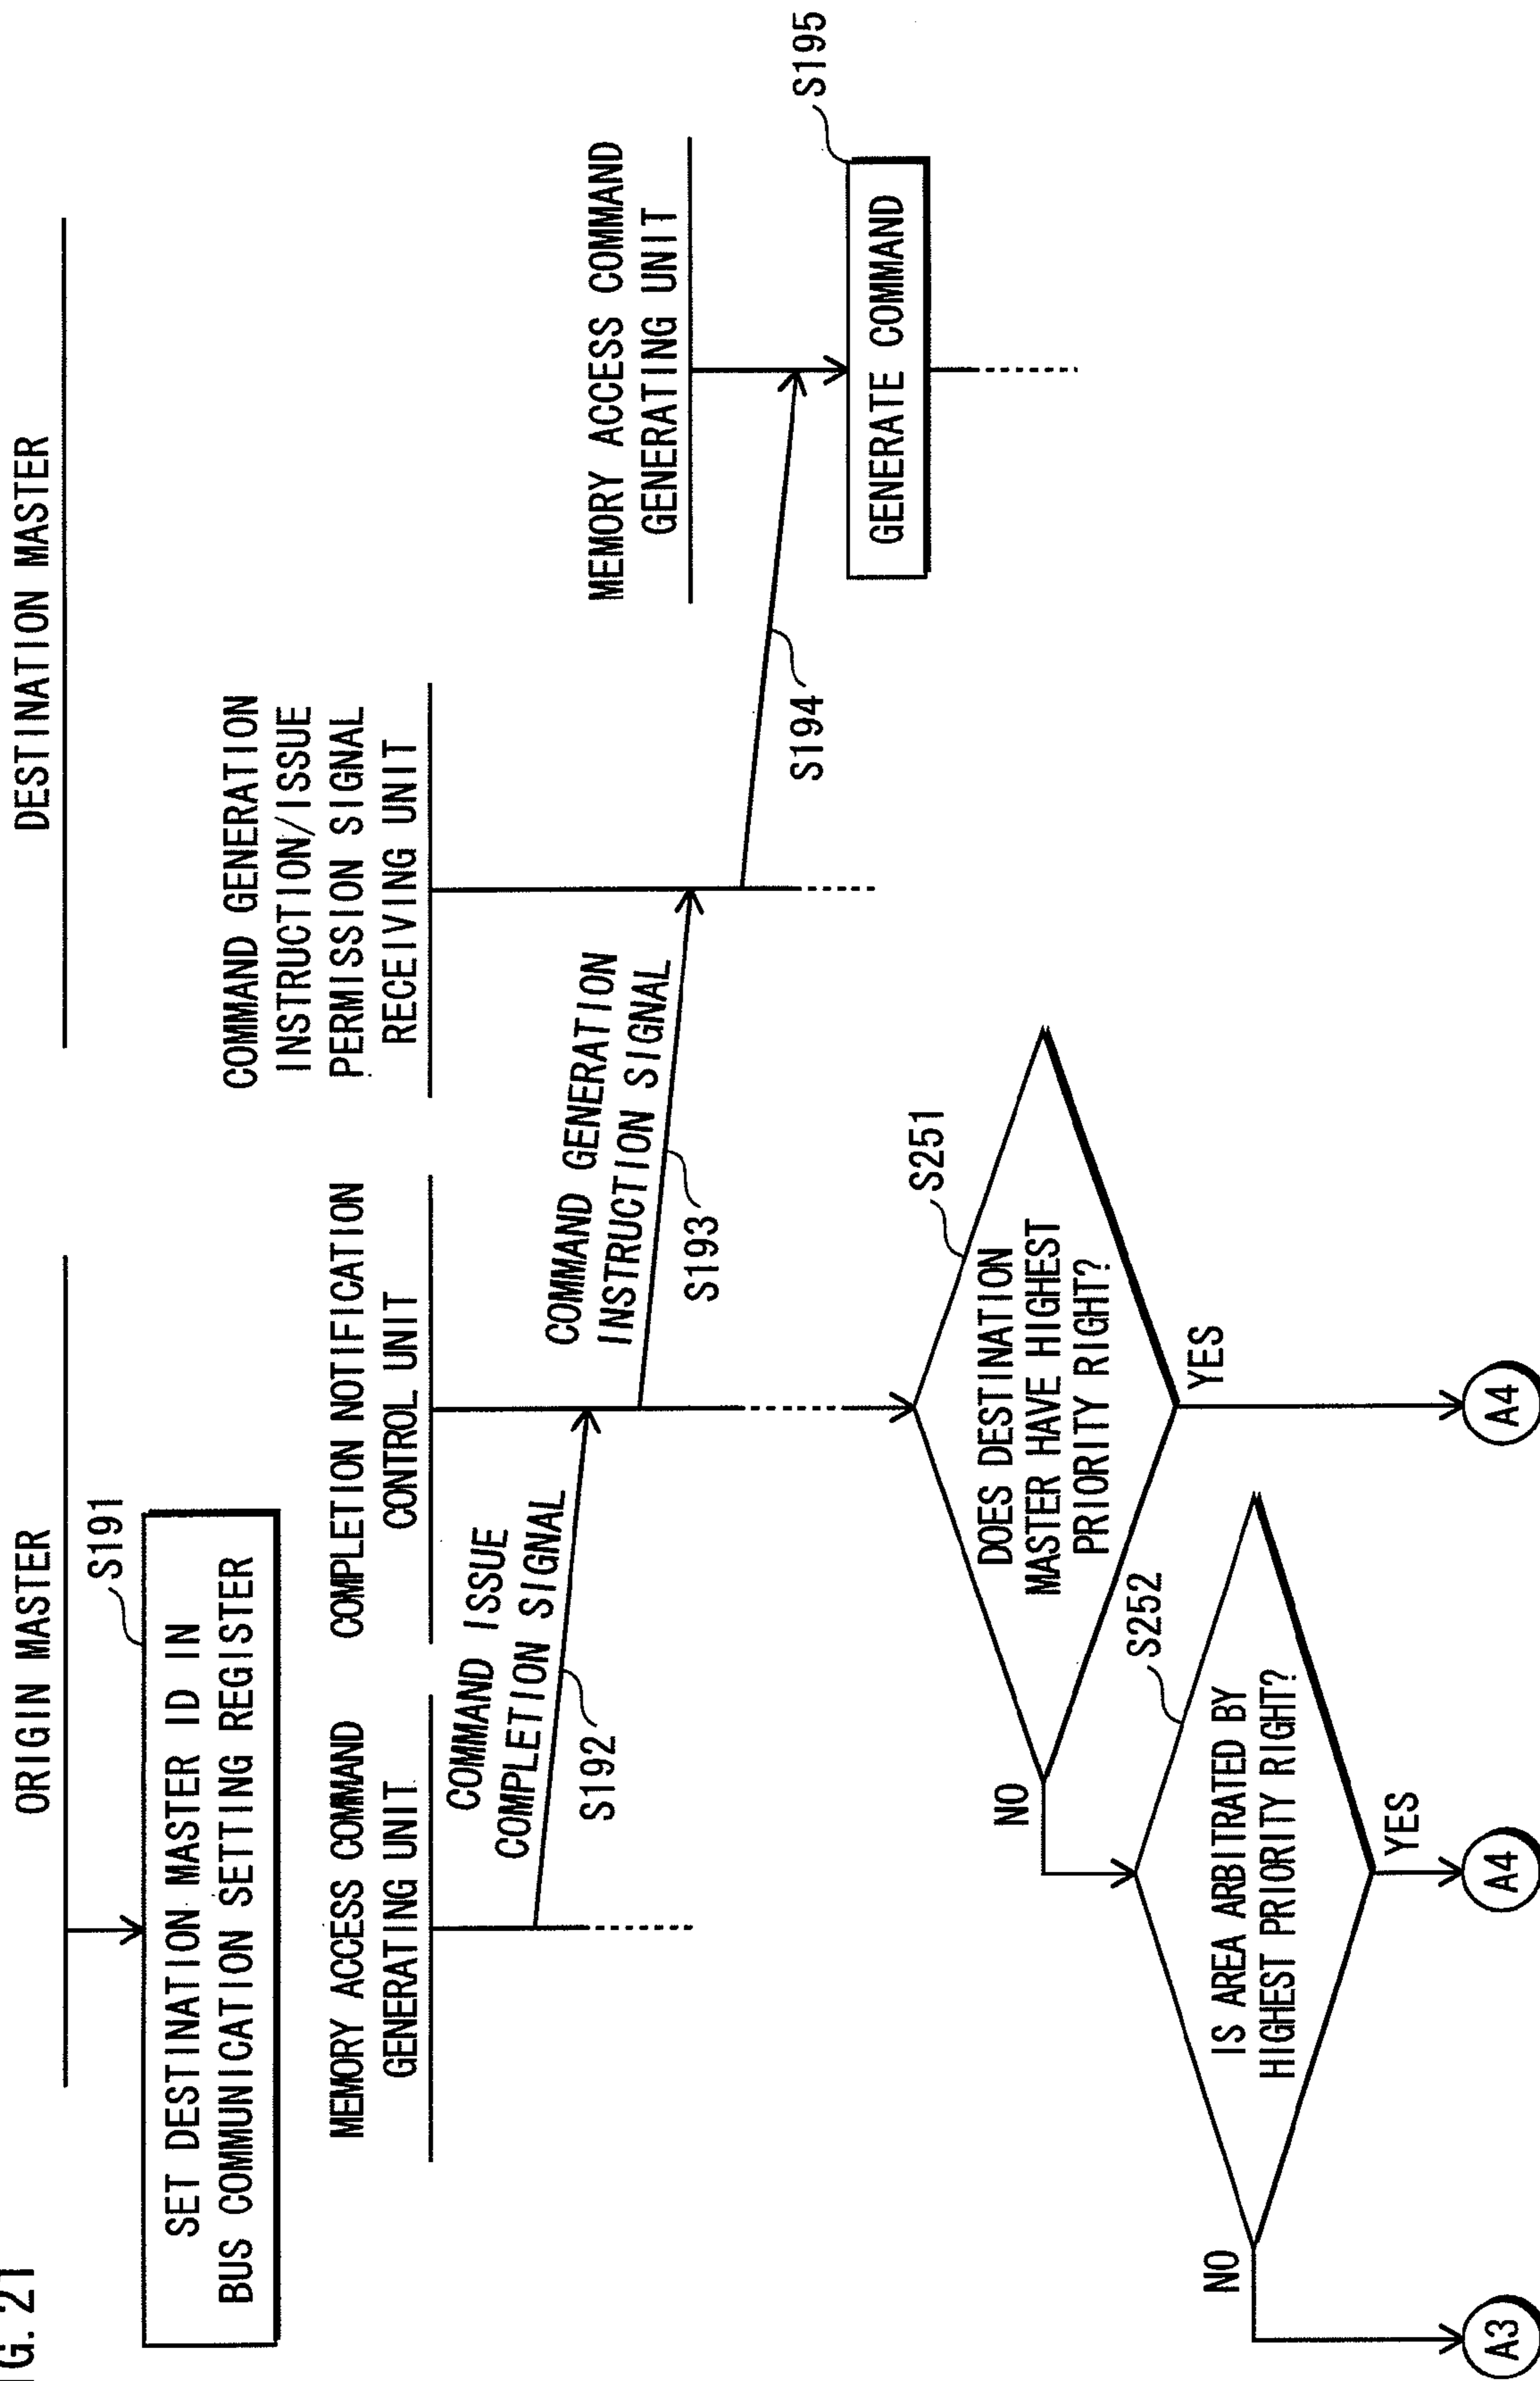 FIG. 21
ORIGIN MASTER
DESTINATION MASTER
S191
SET DESTINATION MASTER ID IN
BUS COMMUNICATION SETTING REGISTER
MEMORY ACCESS COMMAND
GENERATING UNIT
COMPLETION NOTIFICATION
CONTROL UNIT
COMMAND GENERATION
INSTRUCTION/ISSUE
PERMISSION SIGNAL
RECEIVING UNIT
MEMORY ACCESS COMMAND
GENERATING UNIT
COMMAND ISSUE
COMPLETION SIGNAL
S192
COMMAND GENERATION
INSTRUCTION SIGNAL
S193
S194
S195
GENERATE COMMAND
S251
DOES DESTINATION
MASTER HAVE HIGHEST
PRIORITY RIGHT?
NO
YES
S252
IS AREA ARBITRATED BY
HIGHEST PRIORITY RIGHT?
NO
YES
A3
A4
A4